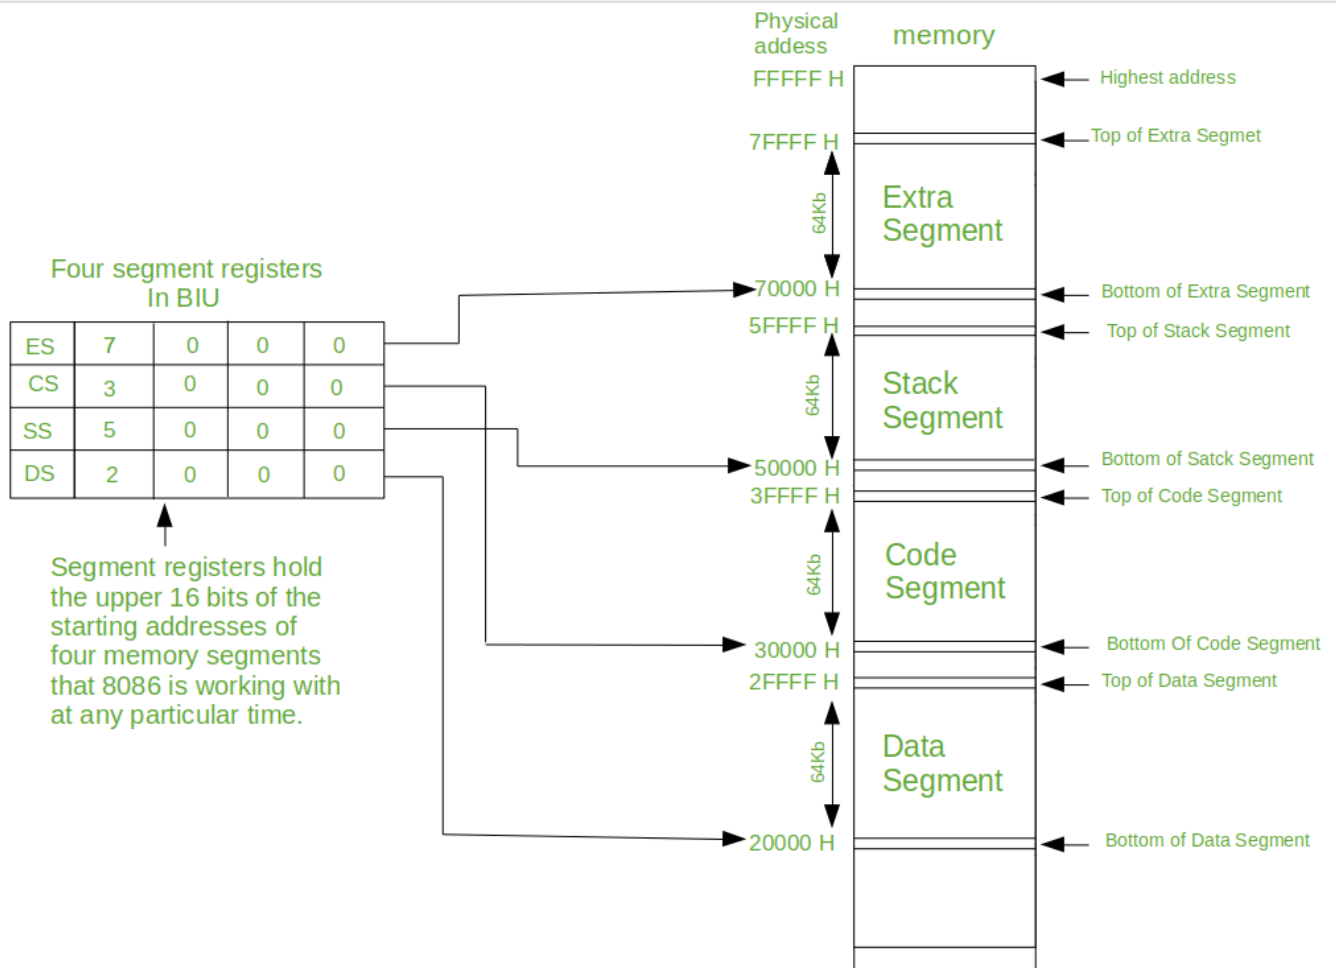 Physical
addess
memory
FFFFF H
Highest address
7FFFF H
Top of Extra Segmet
64Kb
Extra
Segment
70000 H
Bottom of Extra Segment
5FFFF H
Top of Stack Segment
64Kb
Stack
Segment
50000 H
Bottom of Satck Segment
3FFFF H
Top of Code Segment
64Kb
Code
Segment
30000 H
Bottom Of Code Segment
2FFFF H
Top of Data Segment
64Kb
Data
Segment
20000 H
Bottom of Data Segment
Four segment registers
In BIU
ES 7 0 0 0
CS 3 0 0 0
SS 5 0 0 0
DS 2 0 0 0
Segment registers hold
the upper 16 bits of the
starting addresses of
four memory segments
that 8086 is working with
at any particular time.